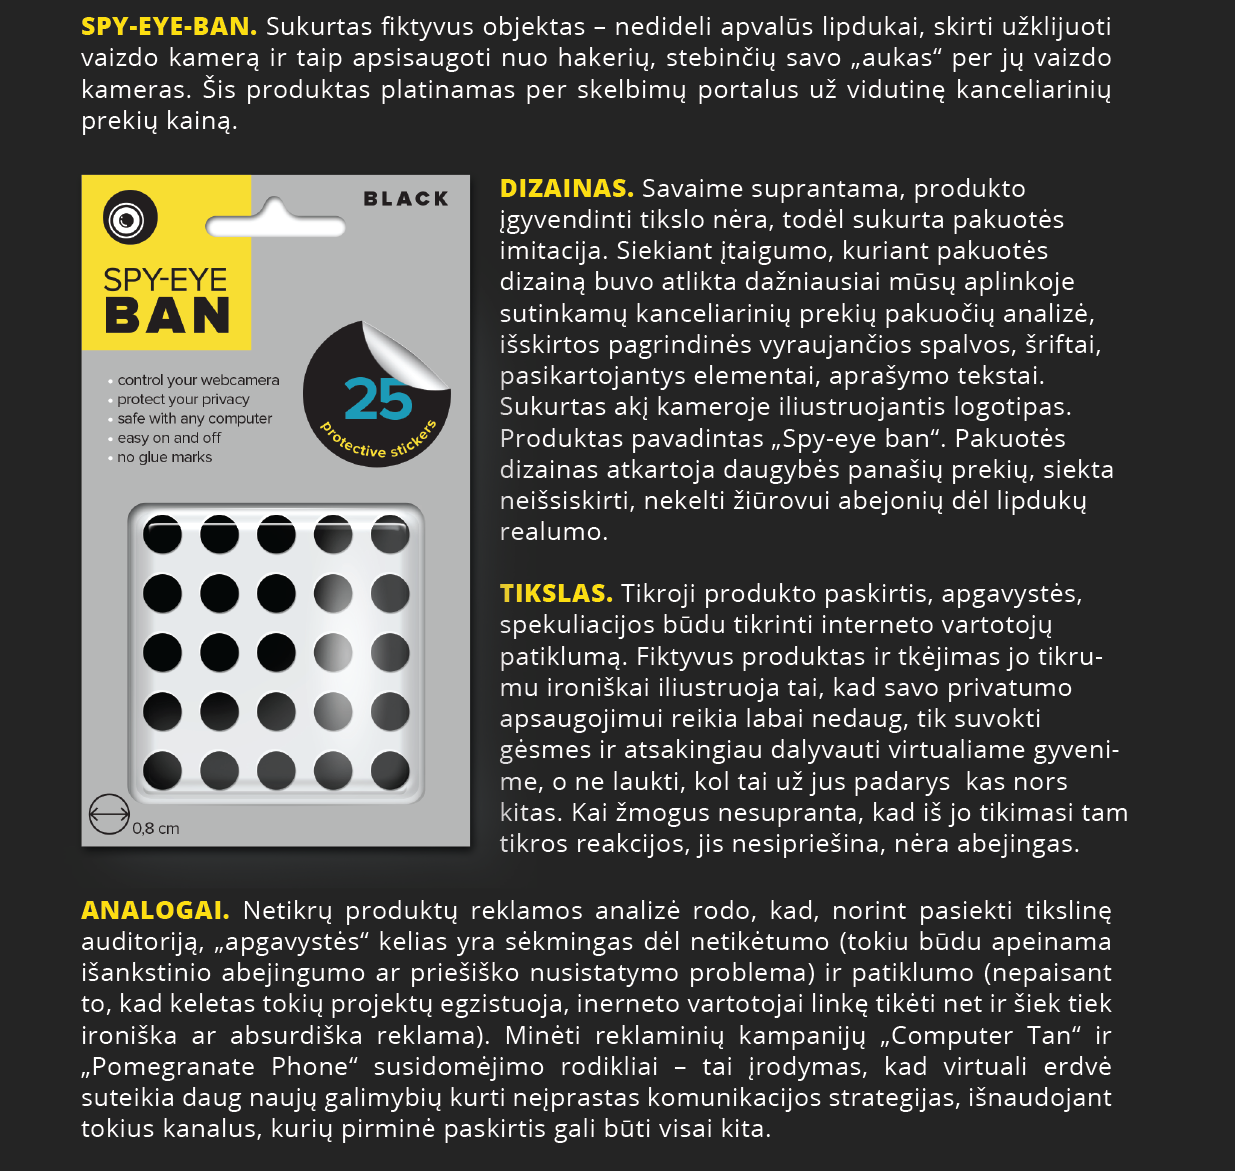 SPY-EYE-BAN. Sukurtas fiktyvus objektas – nedideli apvalūs lipdukai, skirti užklijuoti
vaizdo kamerą ir taip apsisaugoti nuo hakerių, stebinčių savo „aukas“ per jų vaizdo
kameras. Šis produktas platinamas per skelbimų portalus už vidutinę kanceliarinių
prekių kainą.
BLACK
SPY-EYE
BAN
• control your webcamera
• protect your privacy
• safe with any computer
• easy on and off
• no glue marks
25
protective stickers
0,8 cm
DIZAINAS. Savaime suprantama, produkto
įgyvendinti tikslo nėra, todėl sukurta pakuotės
imitacija. Siekiant įtaigumo, kuriant pakuotės
dizainą buvo atlikta dažniausiai mūsų aplinkoje
sutinkamų kanceliarinių prekių pakuočių analizė,
išskirtos pagrindinės vyraujančios spalvos, šriftai,
pasikartojantys elementai, aprašymo tekstai.
Sukurtas akį kameroje iliustruojantis logotipas.
Produktas pavadintas „Spy-eye ban“. Pakuotės
dizainas atkartoja daugybės panašių prekių, siekta
neišsiskirti, nekelti žiūrovui abejonių dėl lipdukų
realumo.
TIKSLAS. Tikroji produkto paskirtis, apgavystės,
spekuliacijos būdu tikrinti interneto vartotojų
patiklumą. Fiktyvus produktas ir tkėjimas jo tikru-
mu ironiškai iliustruoja tai, kad savo privatumo
apsaugojimui reikia labai nedaug, tik suvokti
gėsmes ir atsakingiau dalyvauti virtualiame gyveni-
me, o ne laukti, kol tai už jus padarys  kas nors
kitas. Kai žmogus nesupranta, kad iš jo tikimasi tam
tikros reakcijos, jis nesipriešina, nėra abejingas.
ANALOGAI. Netikrų produktų reklamos analizė rodo, kad, norint pasiekti tikslinę
auditoriją, „apgavystės“ kelias yra sėkmingas dėl netikėtumo (tokiu būdu apeinama
išankstinio abejingumo ar priešiško nusistatymo problema) ir patiklumo (nepaisant
to, kad keletas tokių projektų egzistuoja, inerneto vartotojai linkę tikėti net ir šiek tiek
ironiška ar absurdiška reklama). Minėti reklaminių kampanijų „Computer Tan“ ir
„Pomegranate Phone“ susidomėjimo rodikliai – tai įrodymas, kad virtuali erdvė
suteikia daug naujų galimybių kurti neįprastas komunikacijos strategijas, išnaudojant
tokius kanalus, kurių pirminė paskirtis gali būti visai kita.